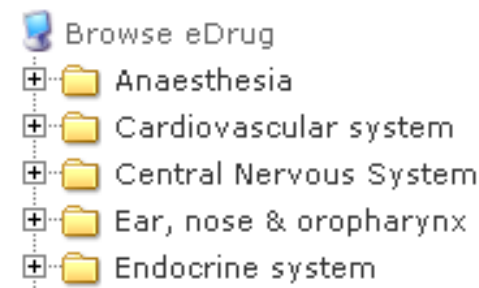 Browse eDrug
Anaesthesia
Cardiovascular system
Central Nervous System
Ear, nose & oropharynx
Endocrine system